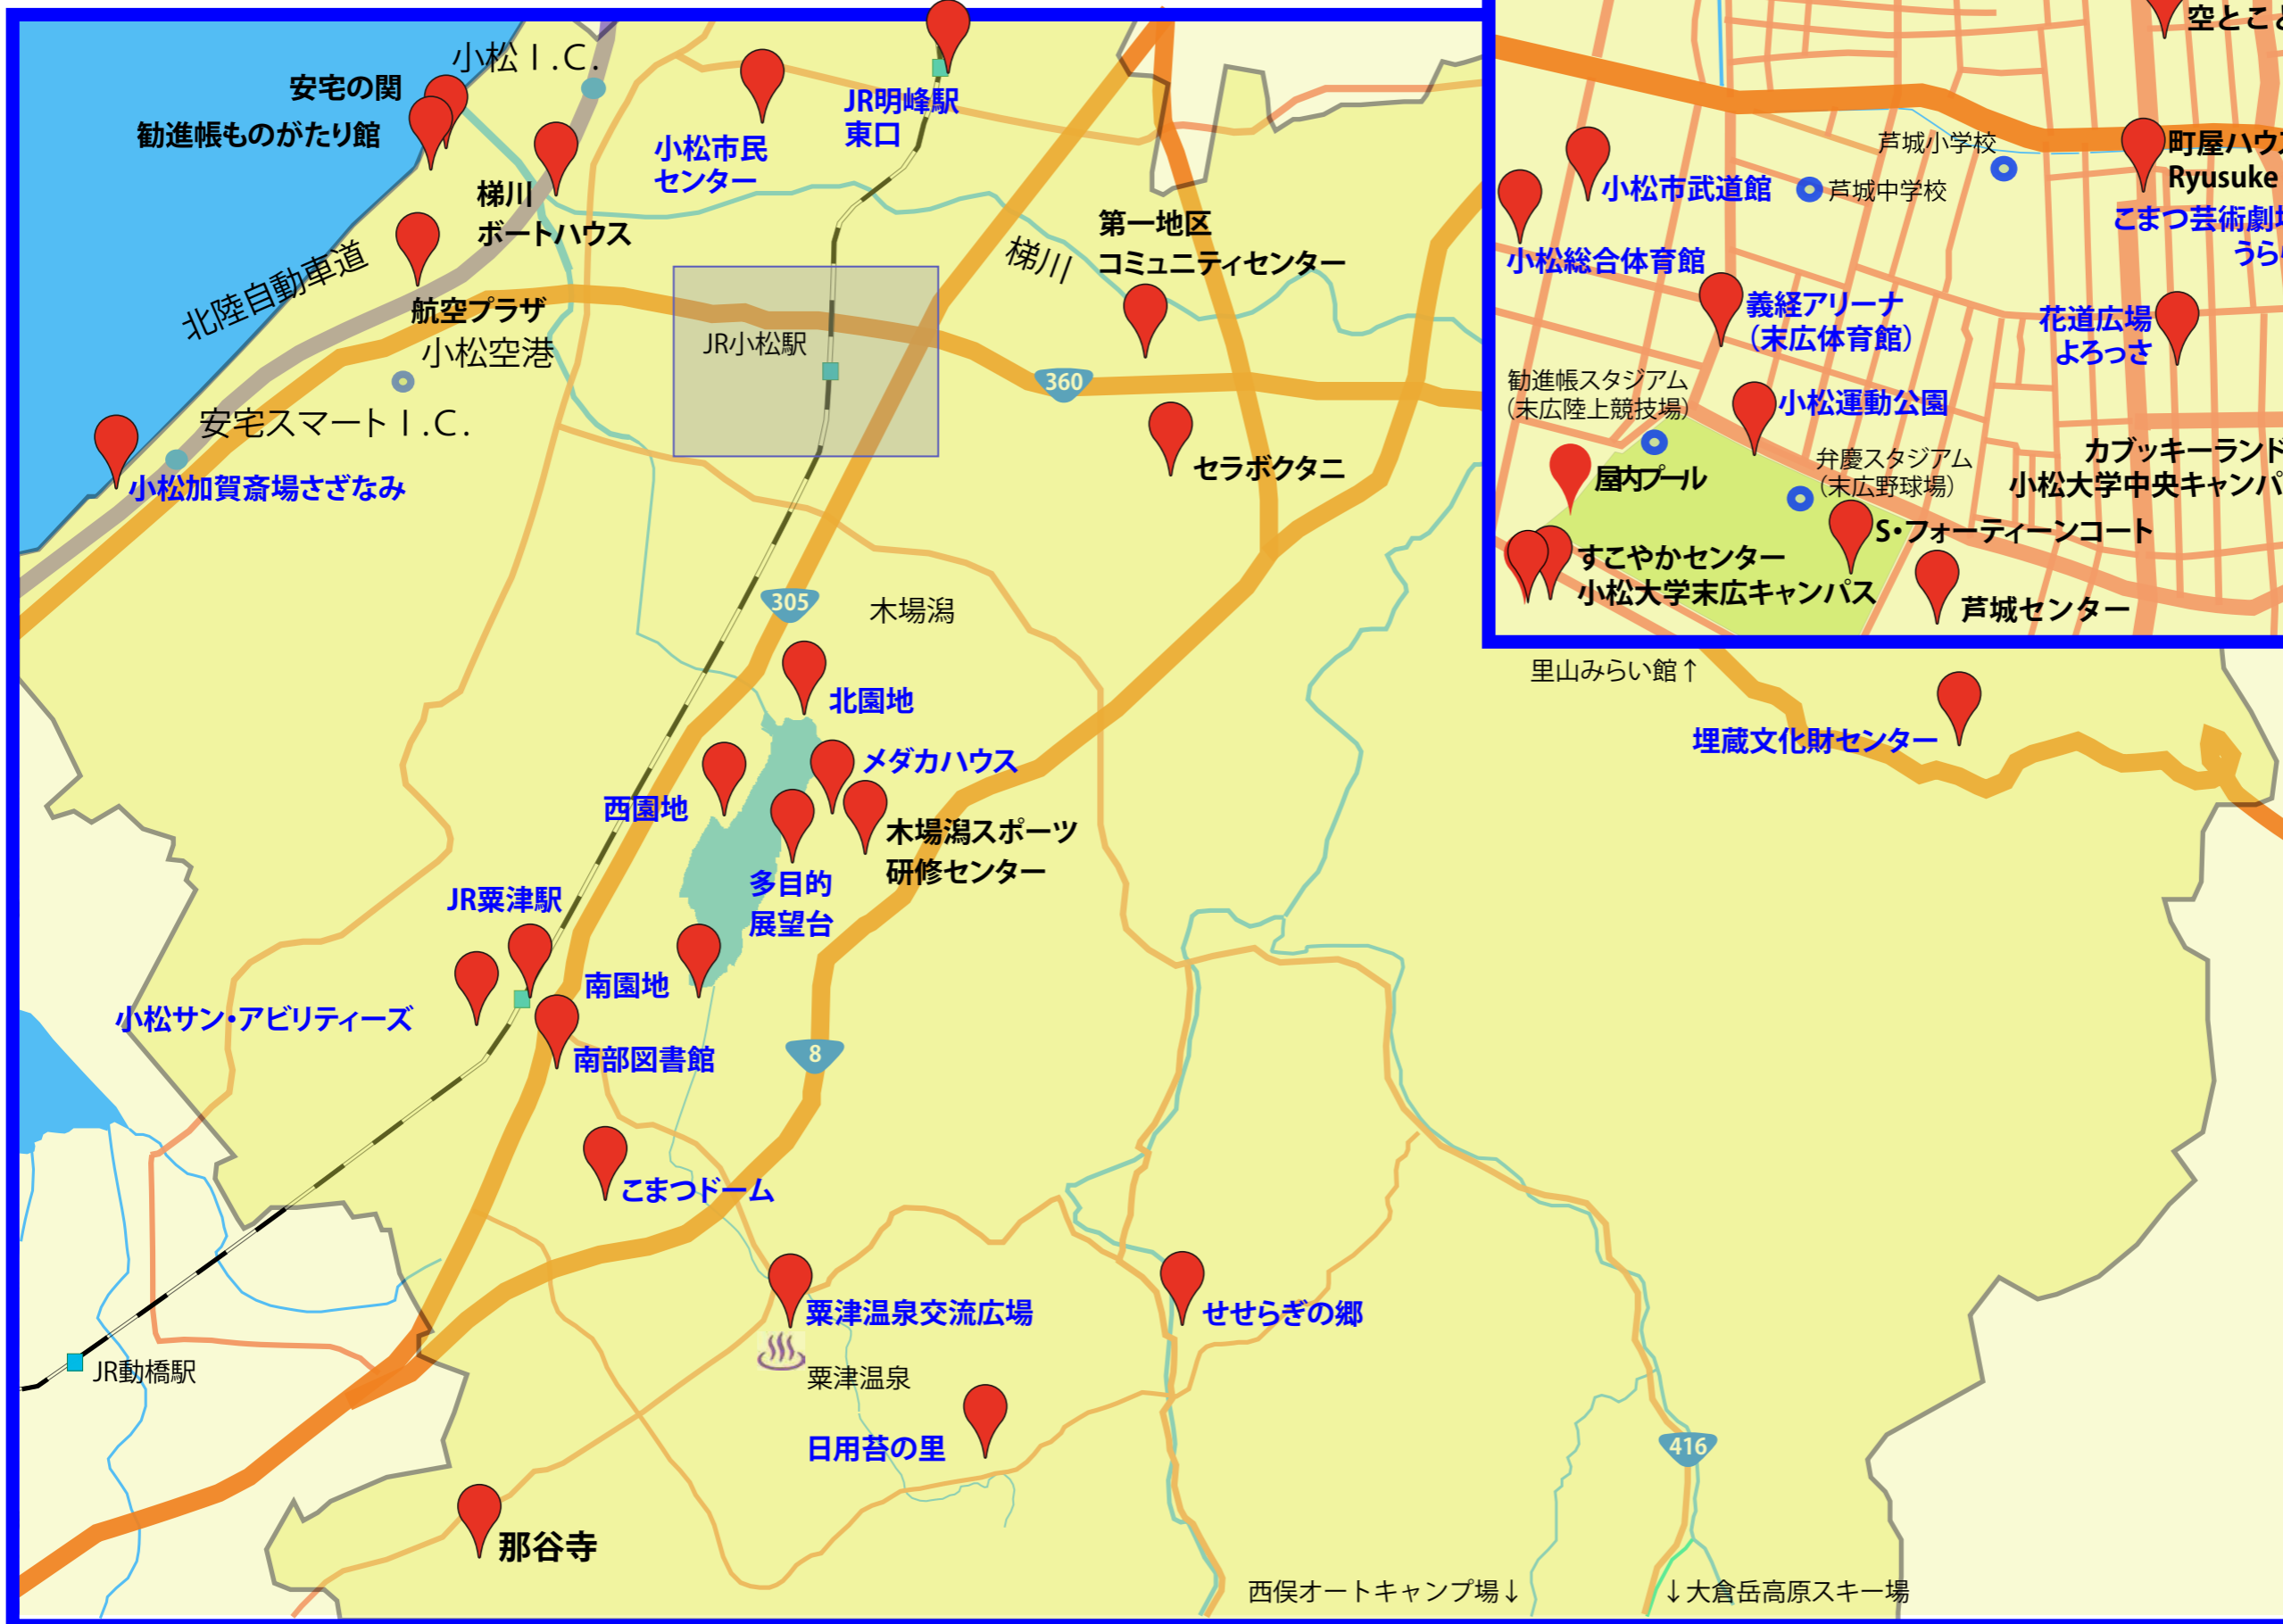 小松Ｉ.Ｃ.
安宅の関
勧進帳ものがたり館
梯川
ボートハウス
小松市民
センター
JR明峰駅
東口
北陸自動車道
航空プラザ
小松空港
安宅スマートＩ.Ｃ.
小松加賀斎場さざなみ
JR小松駅
梯川
第一地区
コミュニティセンター
360
セラボクタニ
305
木場潟
北園地
メダカハウス
西園地
木場潟スポーツ
研修センター
多目的
展望台
JR粟津駅
南園地
小松サン・アビリティーズ
南部図書館
8
こまつドーム
粟津温泉交流広場
粟津温泉
せせらぎの郷
JR動橋駅
日用苔の里
416
那谷寺
西俣オートキャンプ場↓
↓大倉岳高原スキー場
空とこ
芦城小学校
町屋ハウス
Ryusuke
小松市武道館
芦城中学校
こまつ芸術劇場
うら
小松総合体育館
義経アリーナ
（末広体育館）
花道広場
よろっさ
勧進帳スタジアム
（末広陸上競技場）
小松運動公園
カブッキーランド
小松大学中央キャンパ
屋内プール
弁慶スタジアム
（末広野球場）
S・フォーティーンコート
すこやかセンター
小松大学末広キャンパス
芦城センター
里山みらい館↑
埋蔵文化財センター